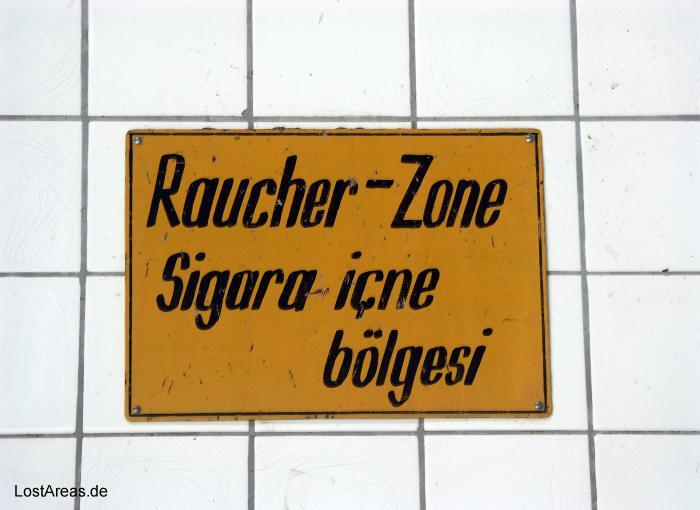 Raucher-Zone
Sigara içne
bölgesi
LostAreas.de